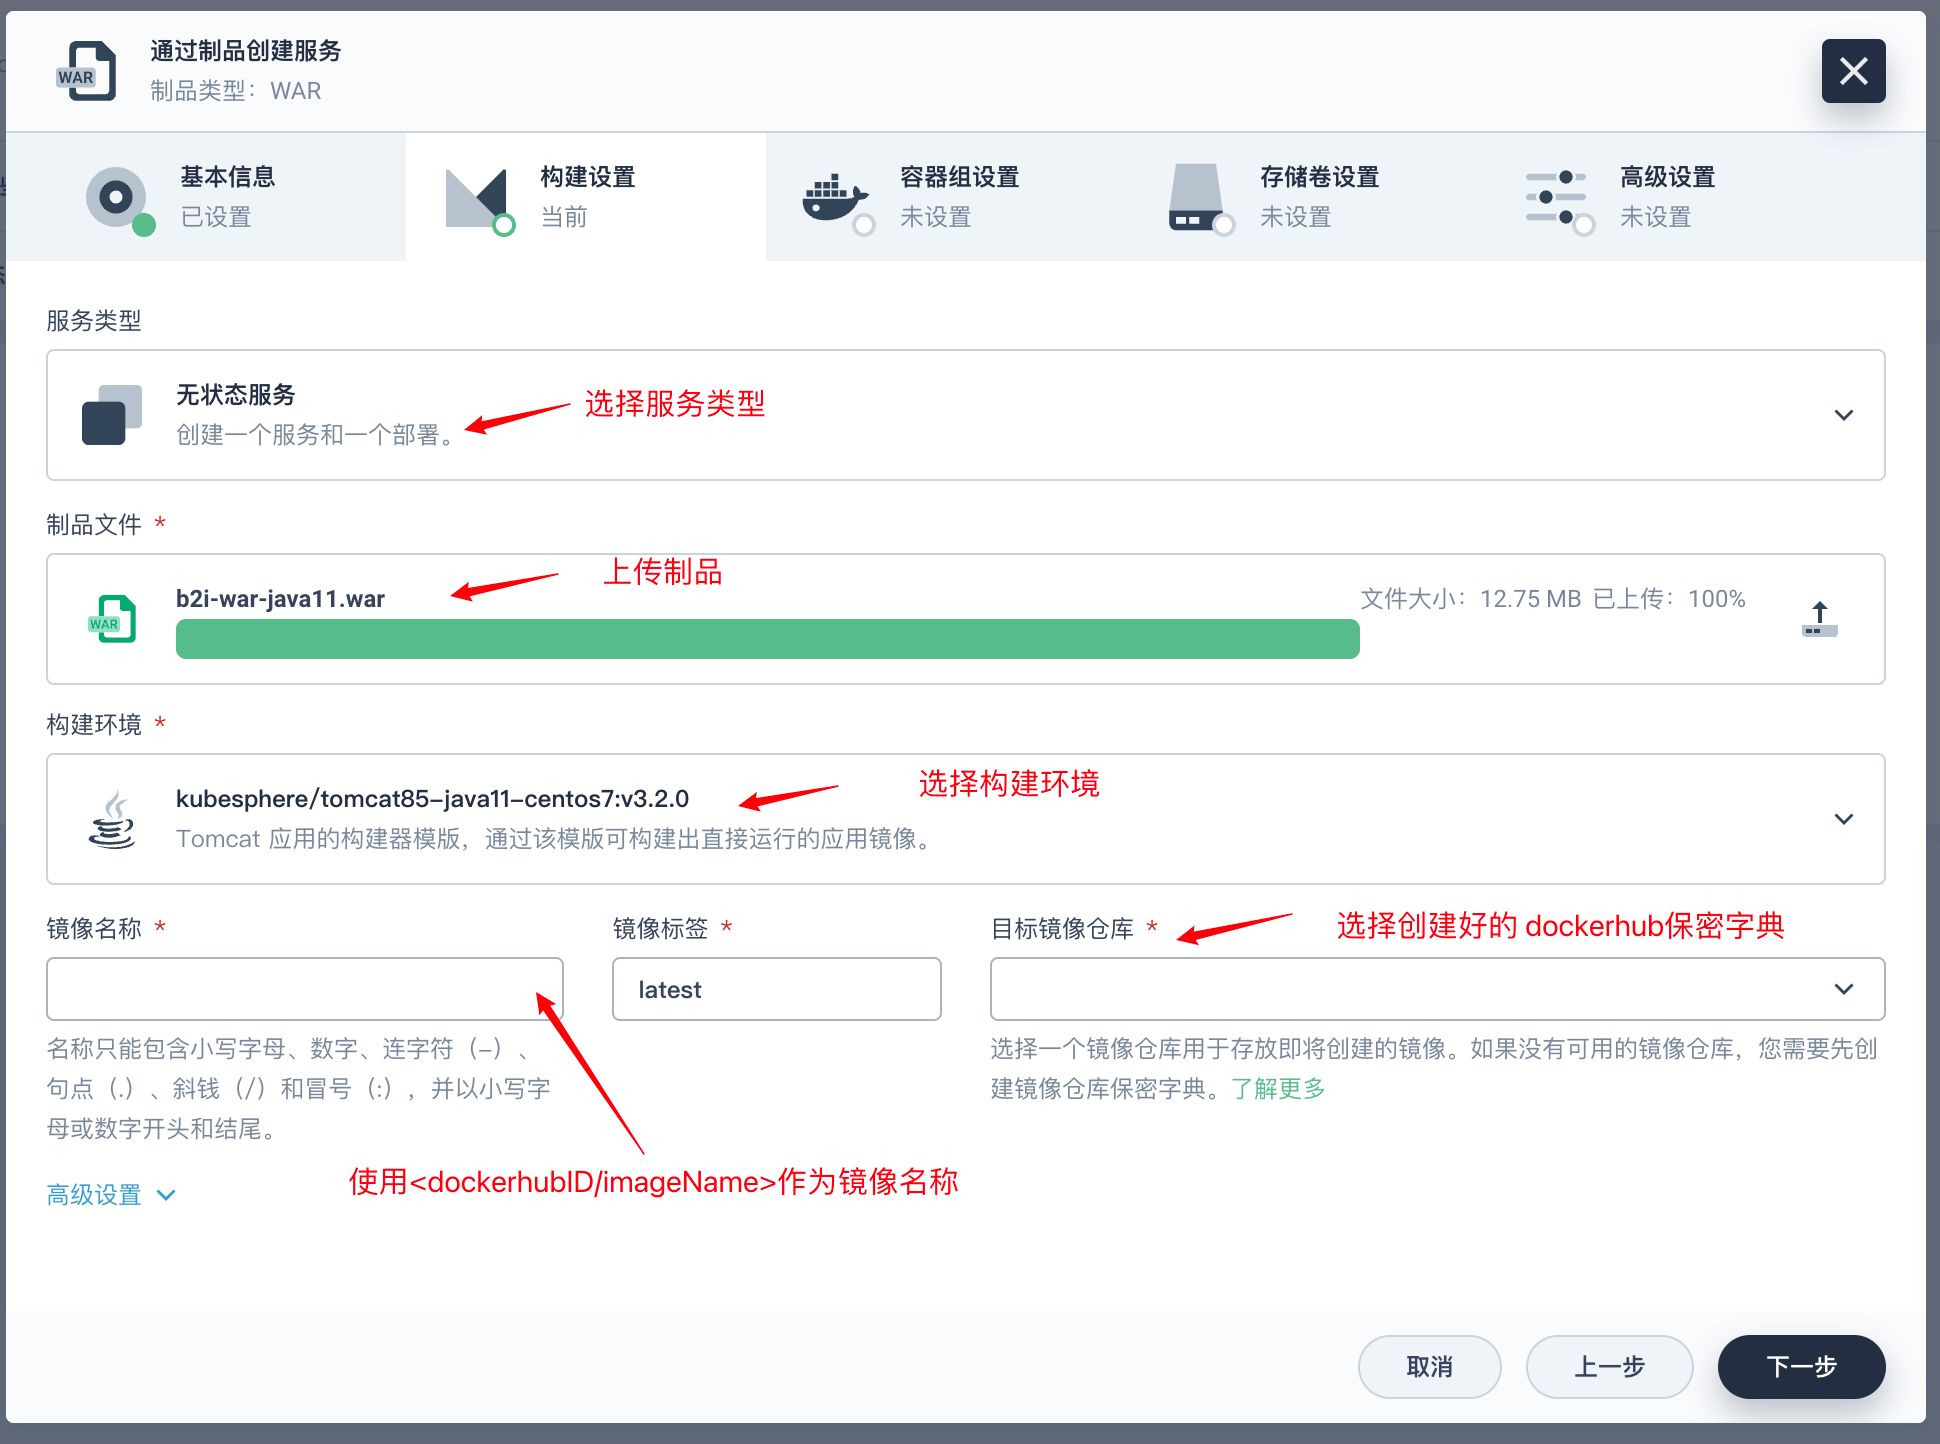 通过制品创建服务
制品类型：WAR
WAR
基本信息
已设置
构建设置
当前
容器组设置
未设置
存储卷设置
未设置
高级设置
未设置
服务类型
无状态服务
创建一个服务和一个部署。
选择服务类型
制品文件 *
上传制品
WAR
b2i-war-java11.war
文件大小：12.75 MB 已上传：100%
构建环境 *
选择构建环境
kubesphere/tomcat85-java11-centos7:v3.2.0
Tomcat 应用的构建器模版，通过该模版可构建出直接运行的应用镜像。
镜像名称 *
镜像标签 *
目标镜像仓库 *
选择创建好的 dockerhub保密字典
latest
名称只能包含小写字母、数字、连字符（-）、
句点（.）、斜钱（/）和冒号（:），并以小写字
母或数字开头和结尾。
选择一个镜像仓库用于存放即将创建的镜像。如果没有可用的镜像仓库，您需要先创
建镜像仓库保密字典。了解更多
使用<dockerhubID/imageName>作为镜像名称
高级设置
取消
上一步
下一步